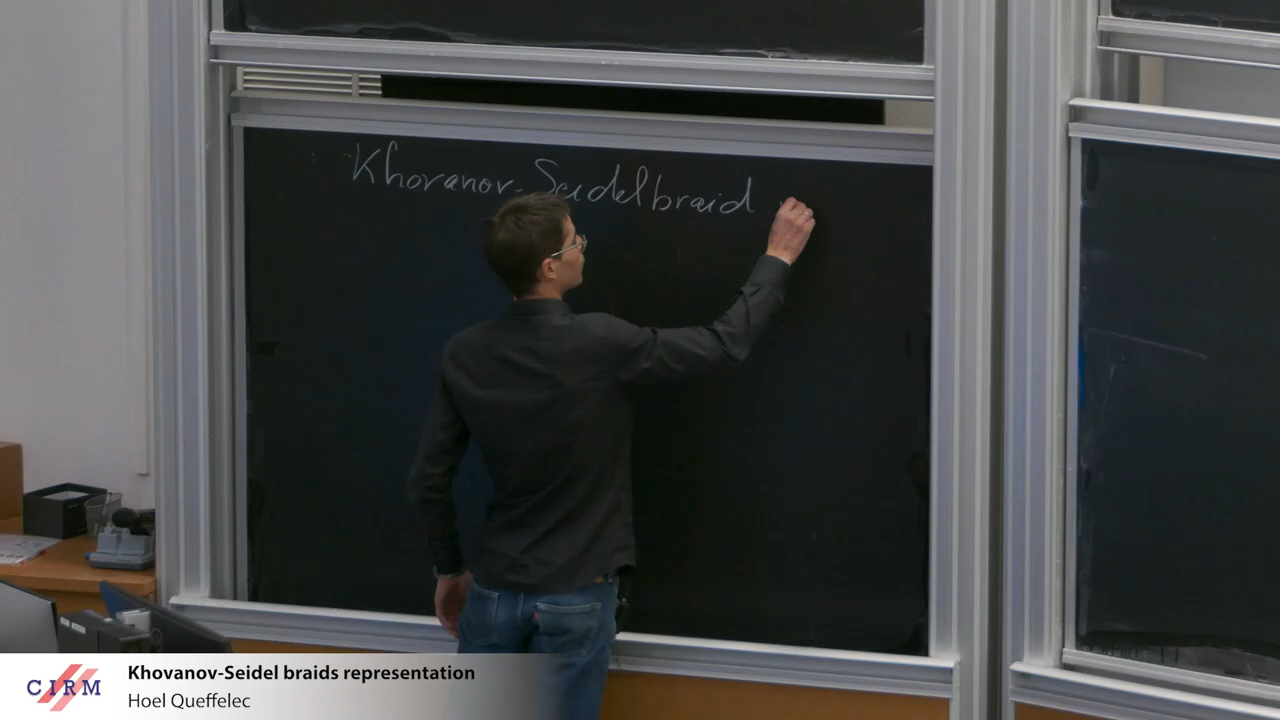 Khovanov-Seidel braid
CIRM
Khovanov-Seidel braids representation
Hoel Queffelec